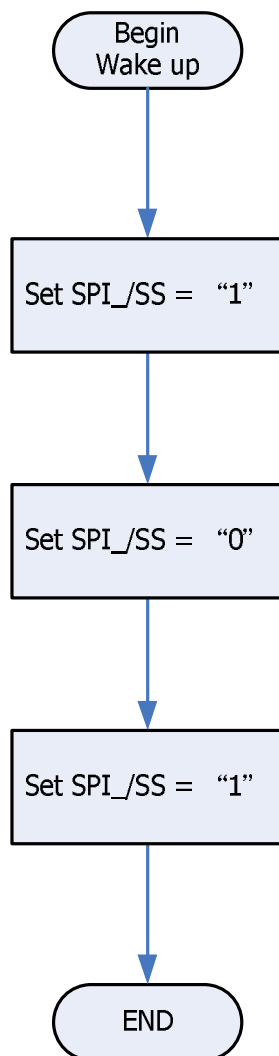 Begin
Wake up
Set SPI_/SS = “1”
Set SPI_/SS = “0”
Set SPI_/SS = “1”
END